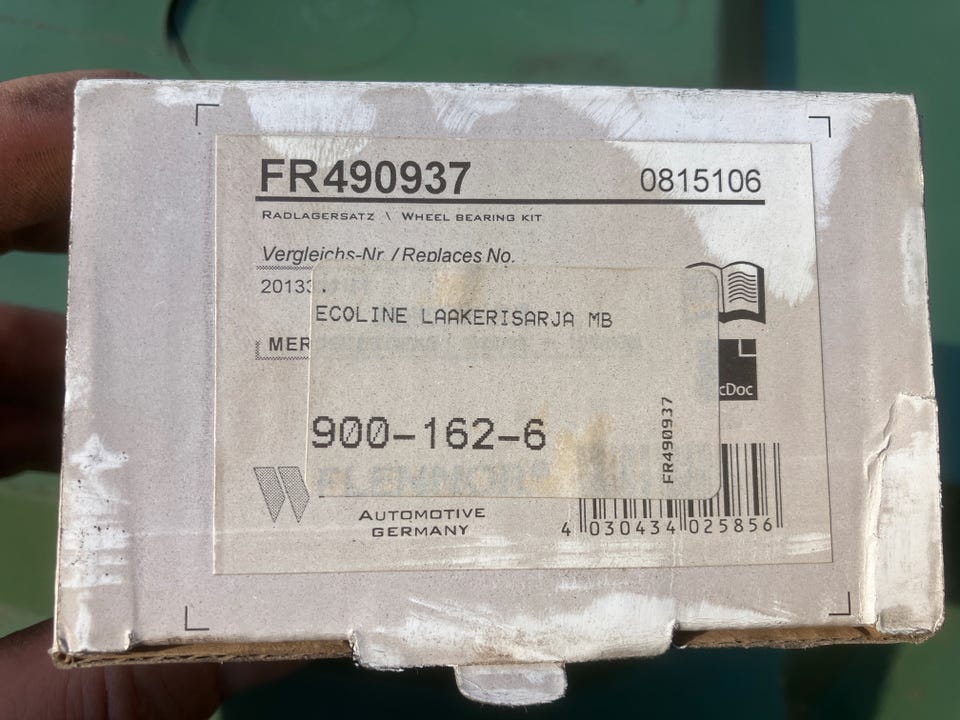 FR490937 0815106
RADLAGERSATZ \ WHEEL BEARING KIT
Vergleichs-Nr. / Replaces No.
20133 .
ECOLINE LAAKERISARJA MB
MER
cDoc
900-162-6
FR490937
AUTOMOTIVE
GERMANY
4 030434 025856